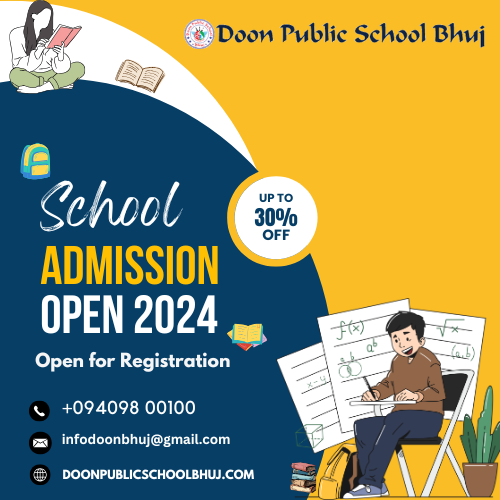 Doon Public School Bhuj
UP TO
30%
OFF
School
ADMISSION
OPEN 2024
Open for Registration
+094098 00100
infodoonbhuj@gmail.com
DOONPUBLICSCHOOLBHUJ.COM
f(x)
√x
a b
a^b
(a,b)
x-y